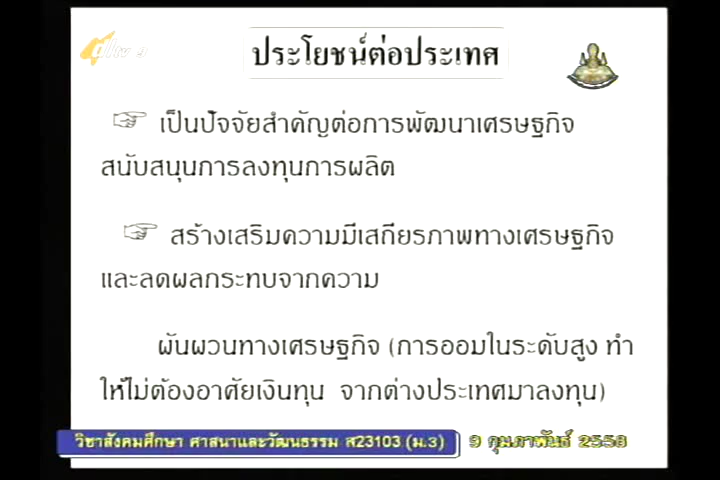 ประโยชน์ต่อประเทศ
☞ เป็นปัจจัยสำคัญต่อการพัฒนาเศรษฐกิจ
สนับสนุนการลงทุนการผลิต
☞ สร้างเสริมความมีเสถียรภาพทางเศรษฐกิจ
และลดผลกระทบจากความ
ผันผวนทางเศรษฐกิจ (การออมในระดับสูง ทำ
ให้ไม่ต้องอาศัยเงินทุน จากต่างประเทศมาลงทุน)
วิชาสังคมศึกษา ศาสนาและวัฒนธรรม ส23103 (ม.3) 9 กุมภาพันธ์ 2558